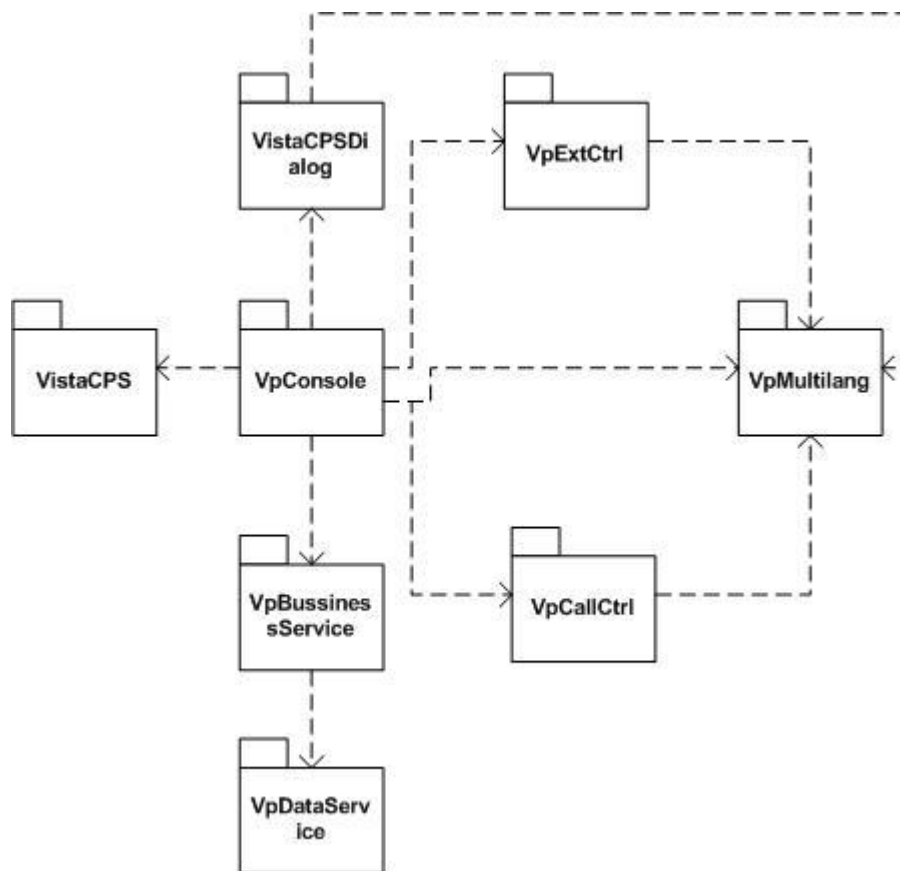 VistaCPSDi
alog
VpExtCtrl
VistaCPS
VpConsole
VpMultilang
VpBussines
sService
VpCallCtrl
VpDataServ
ice